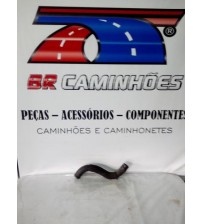 ®
BR CAMINHÕES
PEÇAS – ACESSÓRIOS – COMPONENTES
CAMINHÕES E CAMINHONETES